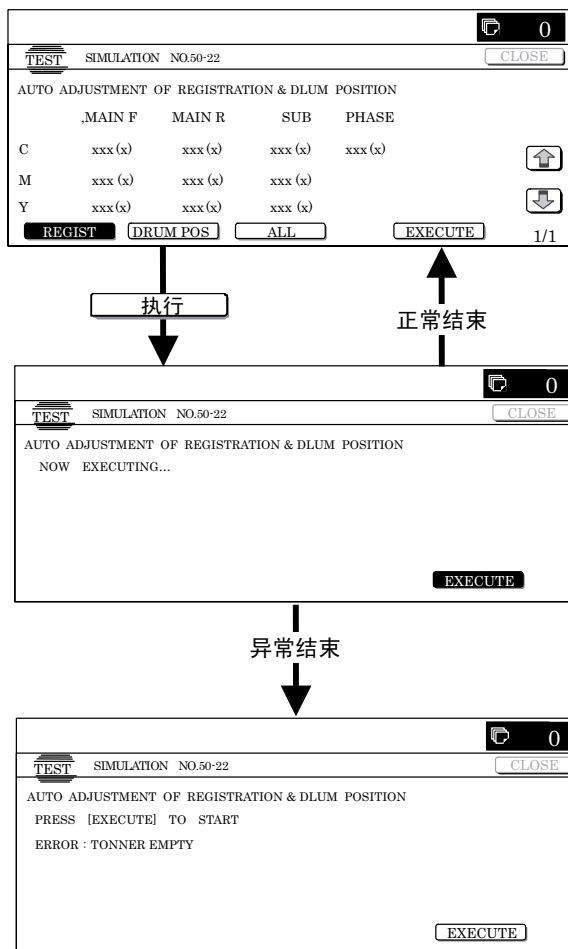 0
TEST SIMULATION NO.50-22 CLOSE
AUTO ADJUSTMENT OF REGISTRATION & DLUM POSITION
,MAIN F MAIN R SUB PHASE
C xxx (x) xxx (x) xxx (x) xxx (x)
M xxx (x) xxx (x) xxx (x)
Y xxx (x) xxx (x) xxx (x)
REGIST DRUM POS ALL EXECUTE 1/1
执行
正常结束
0
TEST SIMULATION NO.50-22 CLOSE
AUTO ADJUSTMENT OF REGISTRATION & DLUM POSITION
NOW EXECUTING...
EXECUTE
异常结束
0
TEST SIMULATION NO.50-22 CLOSE
AUTO ADJUSTMENT OF REGISTRATION & DLUM POSITION
PRESS [EXECUTE] TO START
ERROR : TONNER EMPTY
EXECUTE